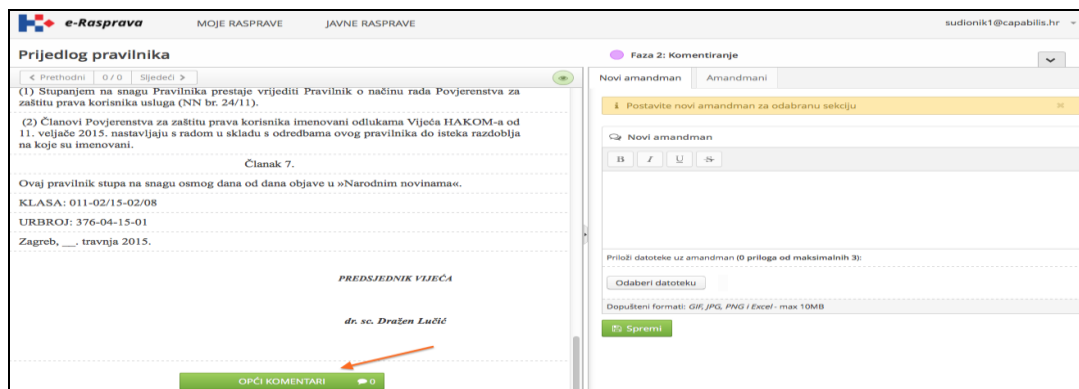 e-Rasprava MOJE RASPRAVE JAVNE RASPRAVE sudionik1@capabilis.hr
Prijedlog pravilnika
Prethodni 0 / 0 Sljedeći
(1) Stupanjem na snagu Pravilnika prestaje vrijediti Pravilnik o načinu rada Povjerenstva za
zaštitu prava korisnika usluga (NN br. 24/11).
(2) Članovi Povjerenstva za zaštitu prava korisnika imenovani odlukama Vijeća HAKOM-a od
11. veljače 2015. nastavljaju s radom u skladu s odredbama ovog pravilnika do isteka razdoblja
na koje su imenovani.
Članak 7.
Ovaj pravilnik stupa na snagu osmog dana od dana objave u »Narodnim novinama«.
KLASA: 011-02/15-02/08
URBROJ: 376-04-15-01
Zagreb, __. travnja 2015.
PREDSJEDNIK VIJEĆA
dr. sc. Dražen Lučić
OPĆI KOMENTARI 0
Faza 2: Komentiranje
Novi amandman Amandmani
Postavite novi amandman za odabranu sekciju
Novi amandman
B I U S
Priloži datoteke uz amandman (0 priloga od maksimalnih 3):
Odaberi datoteku
Dopušteni formati: GIF, JPG, PNG i Excel - max 10MB
Spremi